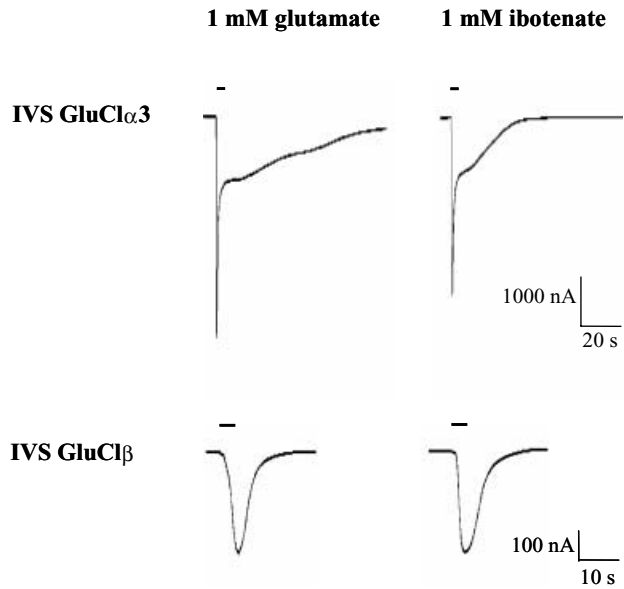 1 mM glutamate 1 mM ibotenate
IVS GluClα3
1000 nA
20 s
IVS GluClβ
100 nA
10 s